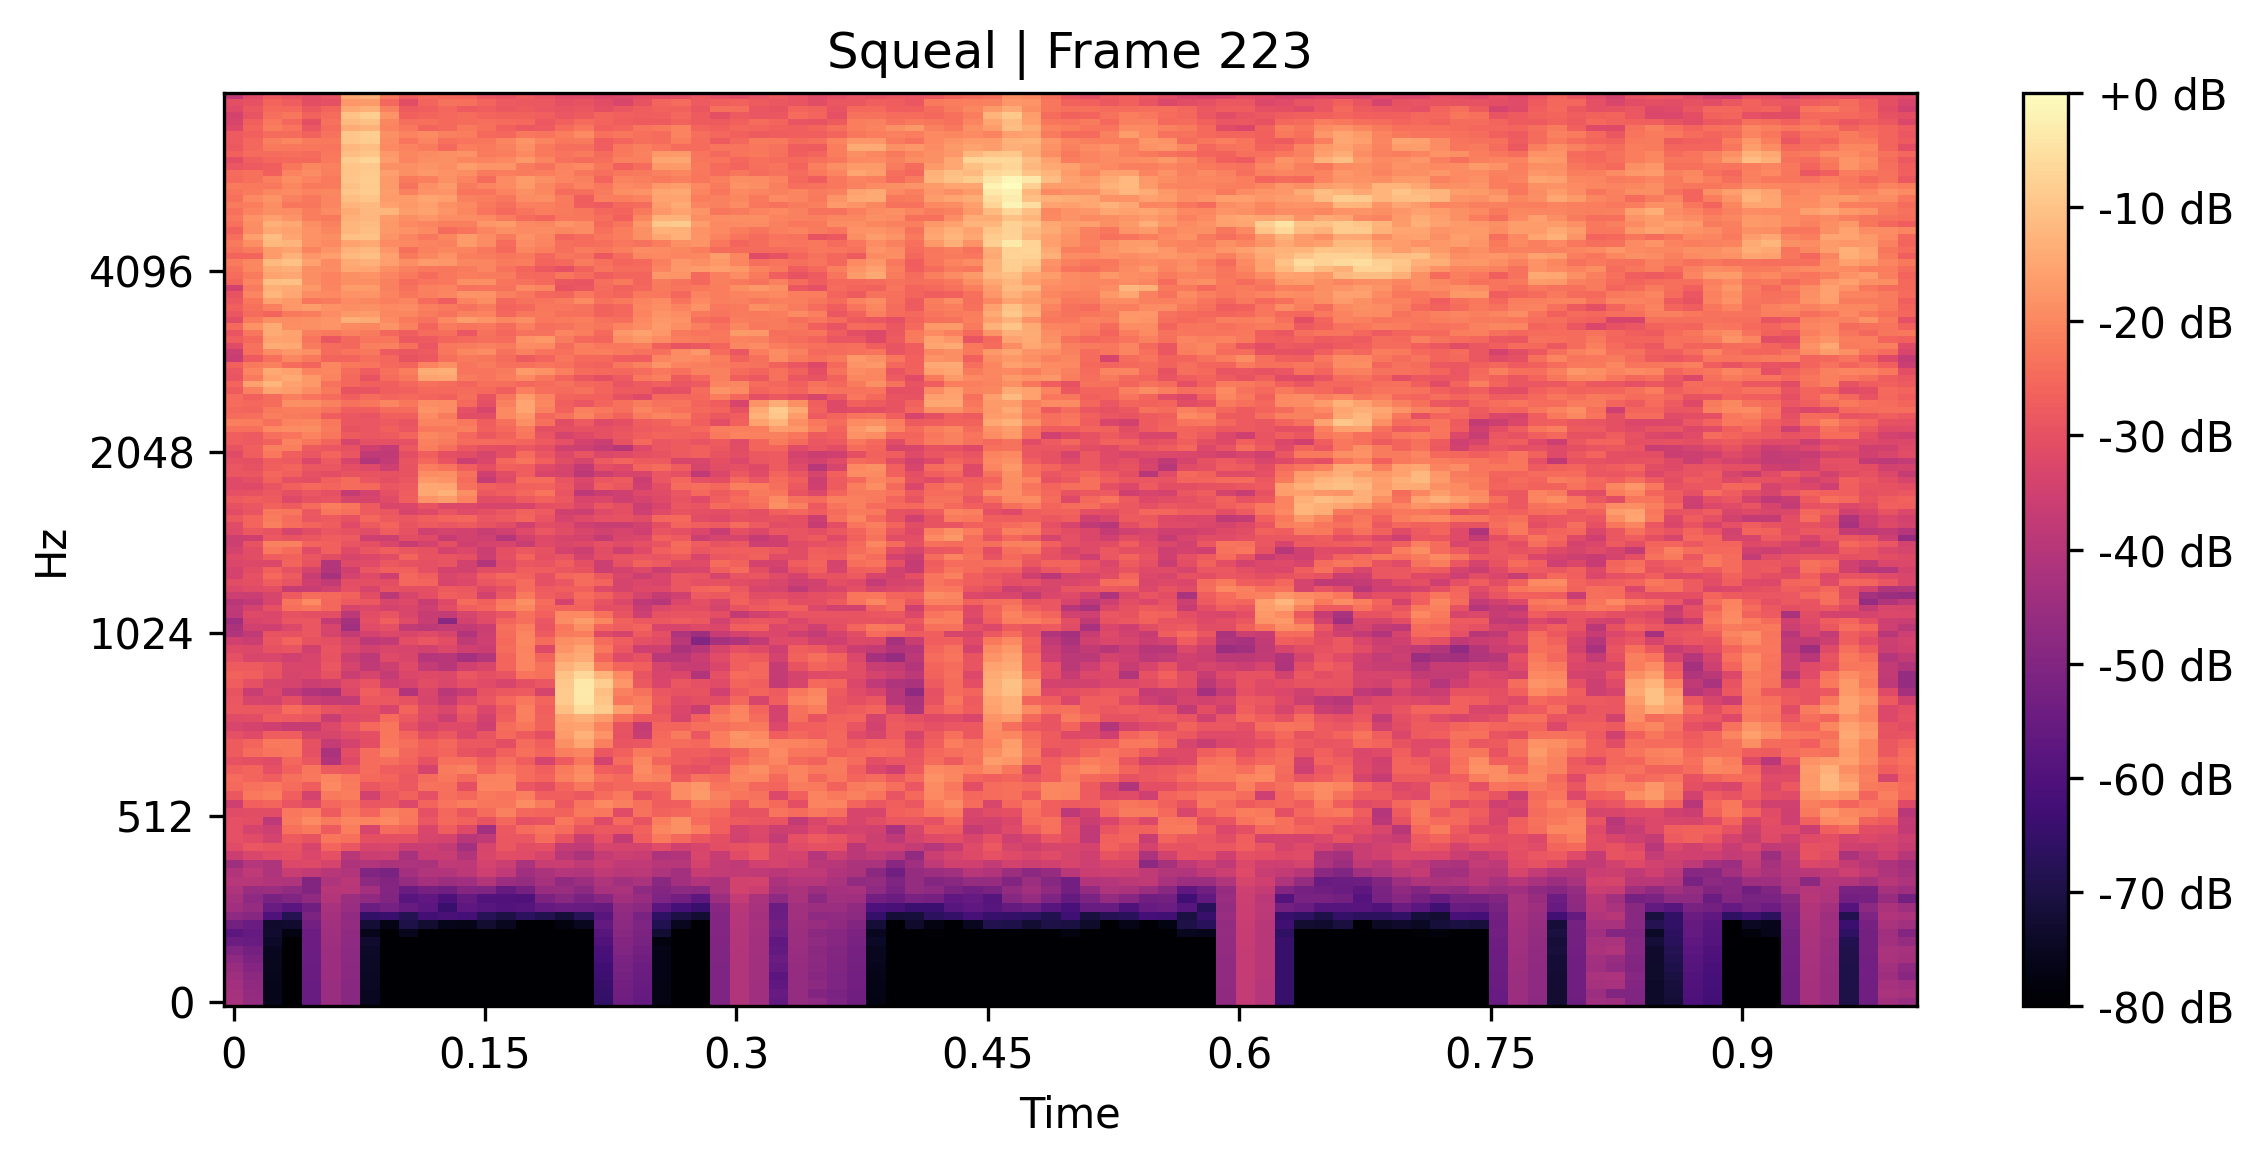 Squeal | Frame 223
+0 dB
-10 dB
-20 dB
-30 dB
-40 dB
-50 dB
-60 dB
-70 dB
-80 dB
4096
2048
1024
512
0
Hz
0 0.15 0.3 0.45 0.6 0.75 0.9
Time